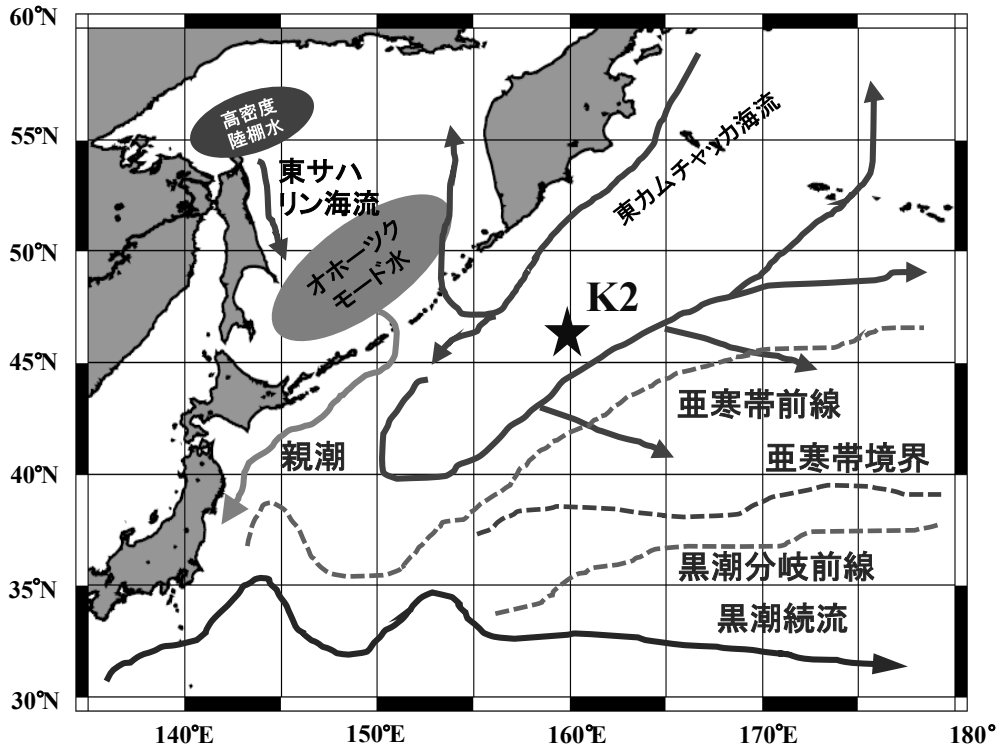 60°N
55°N
50°N
45°N
40°N
35°N
30°N
高密度
陸棚水
東サハ
リン海流
オホーツク
モード水
東カムチャッカ海流
K2
亜寒帯前線
親潮
亜寒帯境界
黒潮分岐前線
黒潮続流
140°E
150°E
160°E
170°E
180°